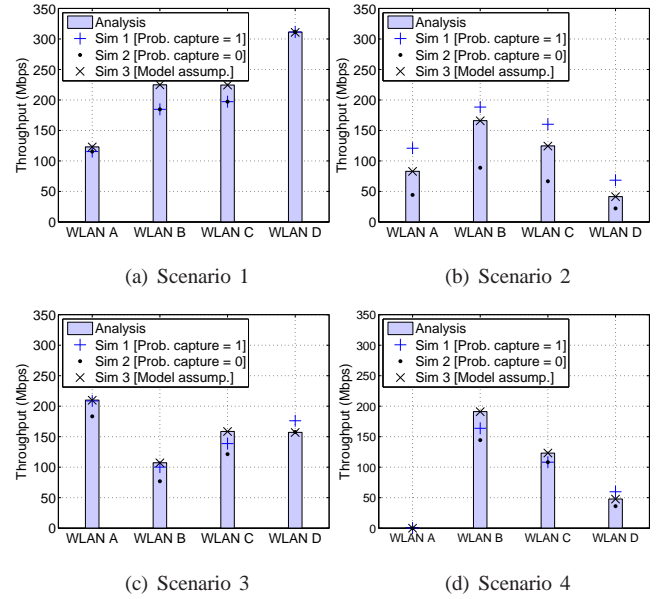 350
300
250
200
150
100
50
0
Throughput (Mbps)
Analysis
Sim 1 [Prob. capture = 1]
Sim 2 [Prob. capture = 0]
Sim 3 [Model assump.]
WLAN A WLAN B WLAN C WLAN D
(a) Scenario 1
350
300
250
200
150
100
50
0
Throughput (Mbps)
Analysis
Sim 1 [Prob. capture = 1]
Sim 2 [Prob. capture = 0]
Sim 3 [Model assump.]
WLAN A WLAN B WLAN C WLAN D
(b) Scenario 2
350
300
250
200
150
100
50
0
Throughput (Mbps)
Analysis
Sim 1 [Prob. capture = 1]
Sim 2 [Prob. capture = 0]
Sim 3 [Model assump.]
WLAN A WLAN B WLAN C WLAN D
(c) Scenario 3
350
300
250
200
150
100
50
0
Throughput (Mbps)
Analysis
Sim 1 [Prob. capture = 1]
Sim 2 [Prob. capture = 0]
Sim 3 [Model assump.]
WLAN A WLAN B WLAN C WLAN D
(d) Scenario 4